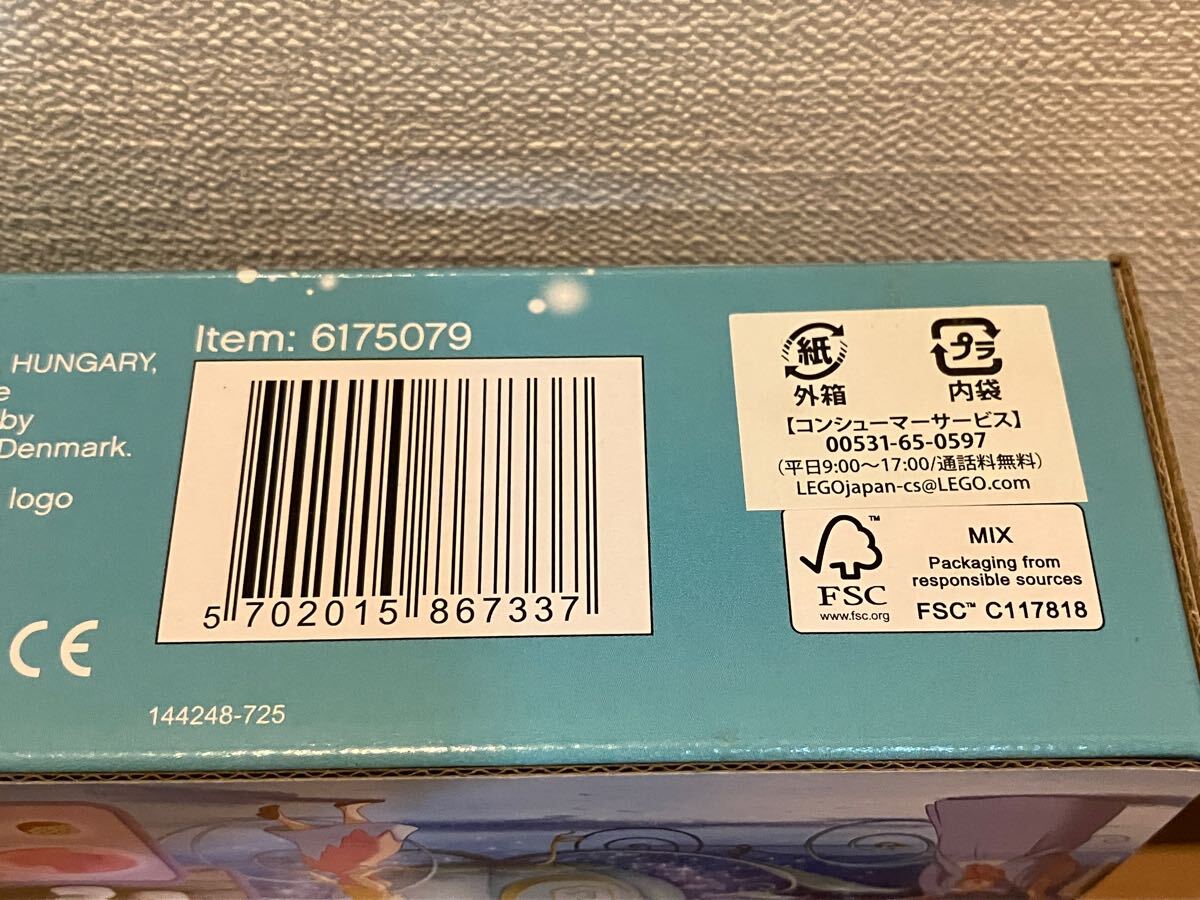 HUNGARY,
e
by
Denmark.
logo
CE
Item: 6175079
5 702015 867337
144248-725
紙
外箱
プラ
内袋
【コンシューマーサービス】
00531-65-0597
(平日9:00〜17:00/通話料無料)
LEGOjapan-cs@LEGO.com
FSC
www.fsc.org
MIX
Packaging from
responsible sources
FSC™ C117818